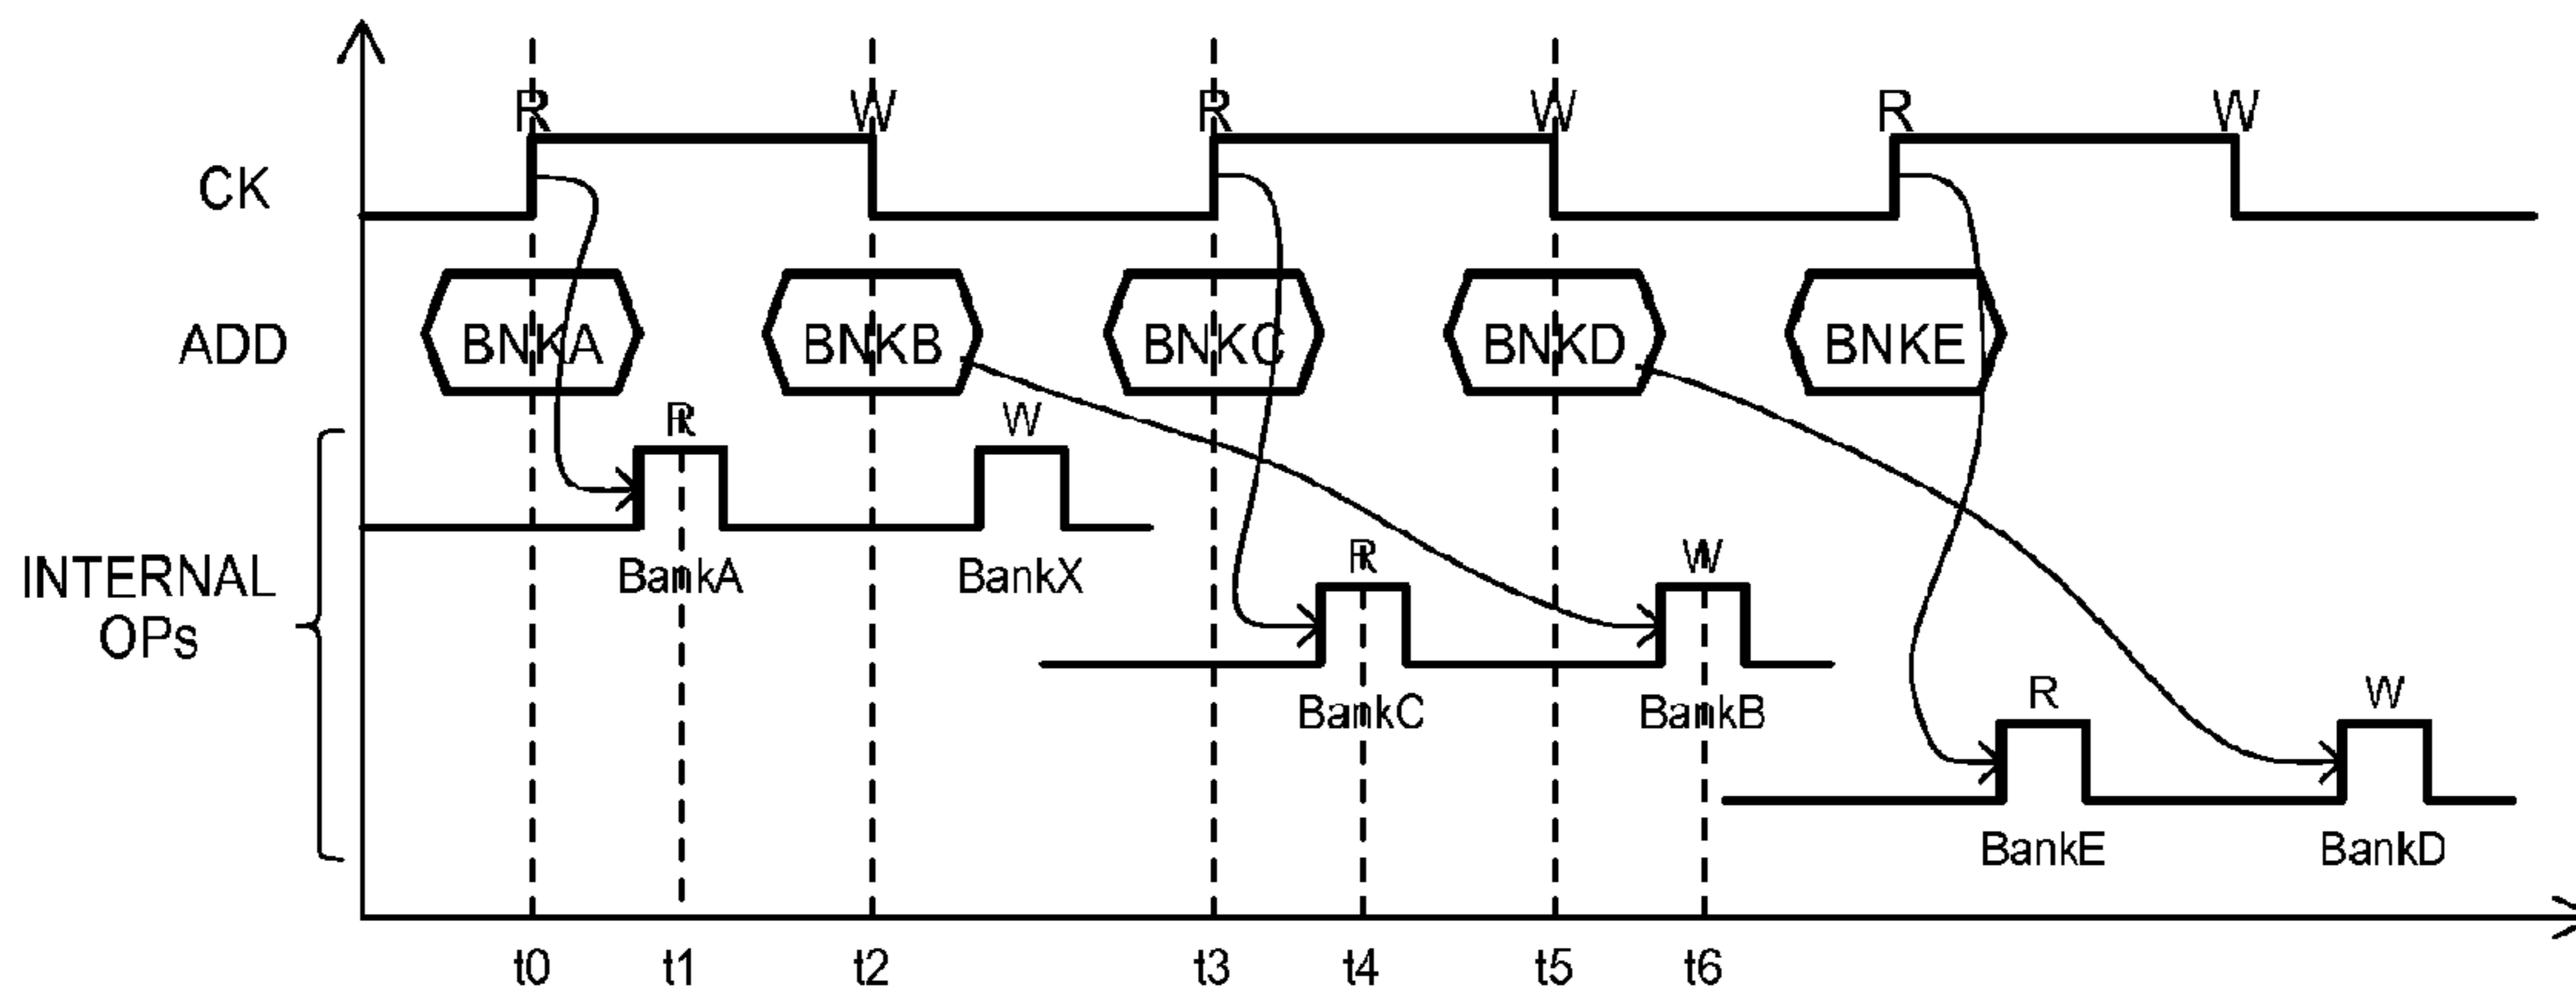 R W R W R W
CK
ADD BNKA BNKB BNKC BNKD BNKE
R W
INTERNAL
OPs
BankA BankX
R W
BankC BankB
R W
BankE BankD
t0 t1 t2 t3 t4 t5 t6